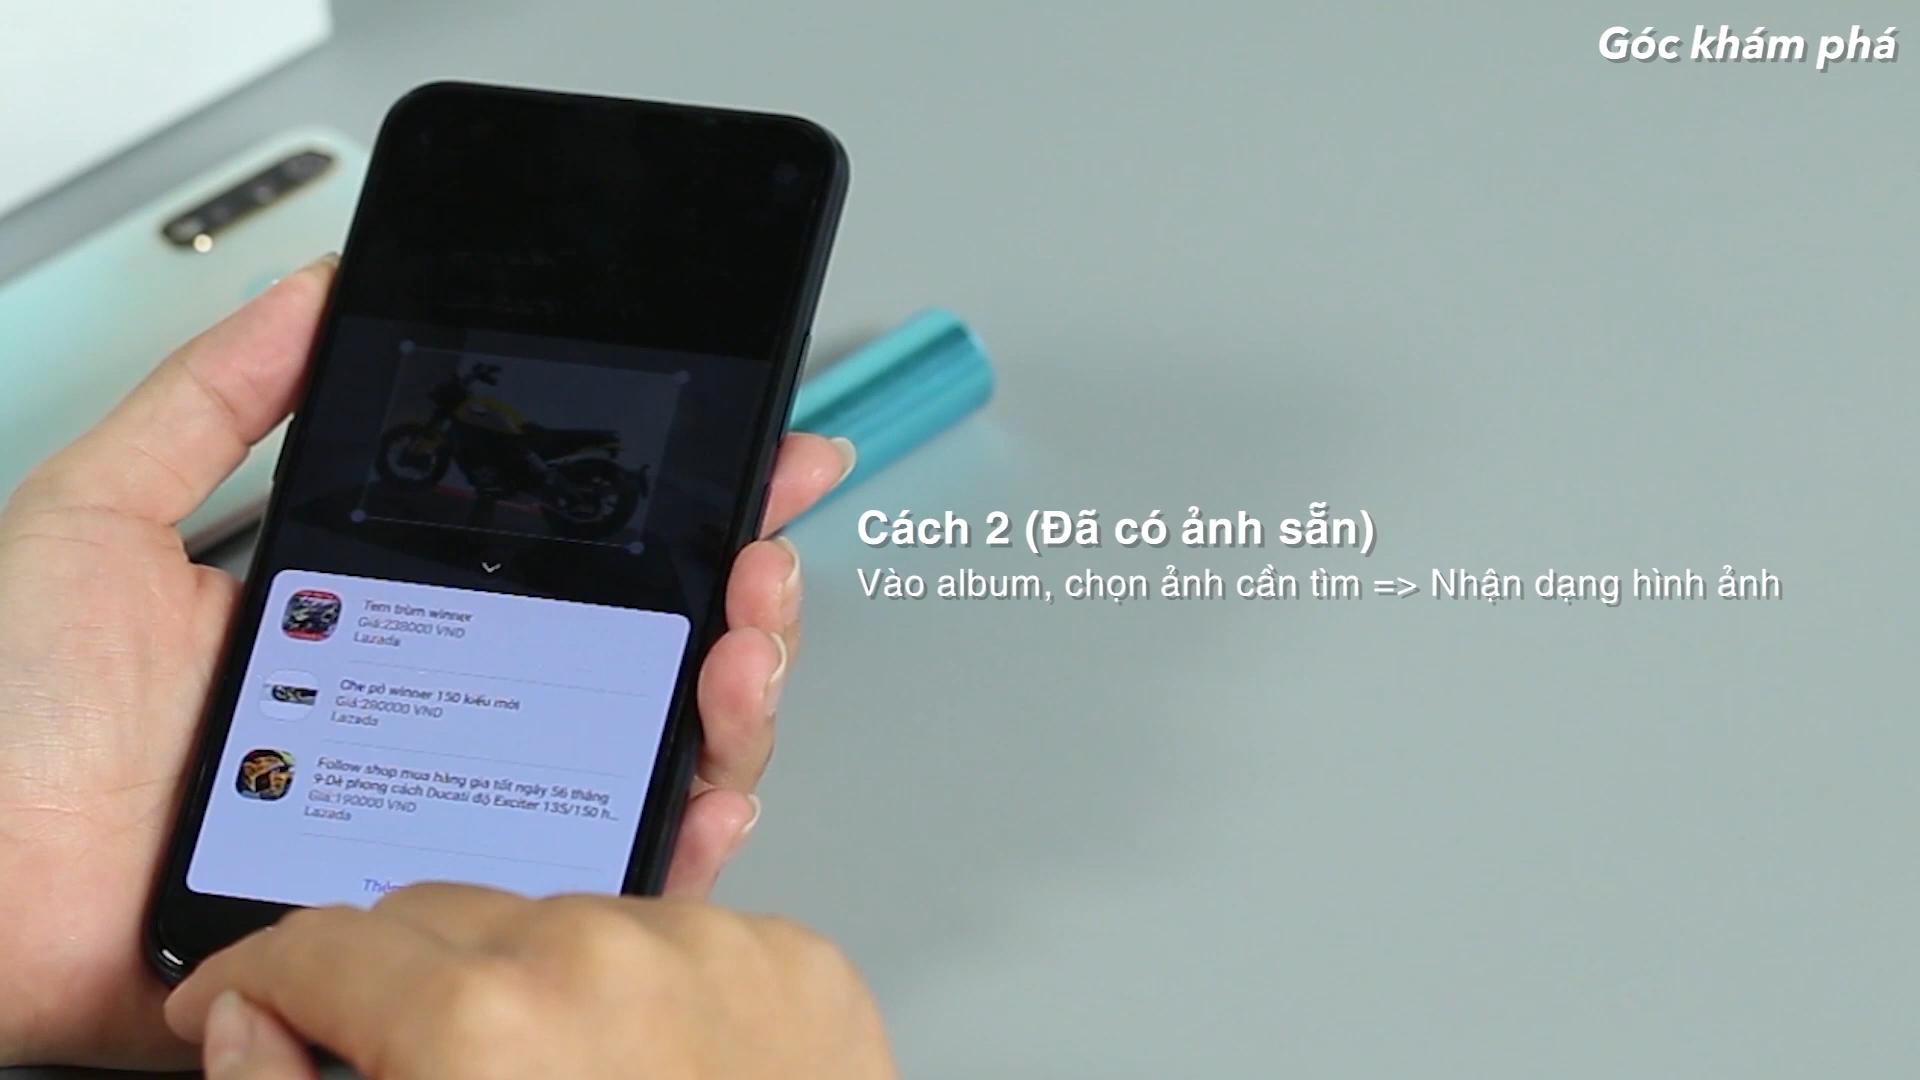 Góc khám phá
Cách 2 (Đã có ảnh sẵn)
Vào album, chọn ảnh cần tìm => Nhận dạng hình ảnh
Tem trùm winner
Giá:238000 VND
Lazada
Che pô winner 150 kiểu mới
Giá:280000 VND
Lazada
Follow shop mua hàng giá tốt ngày 56 tháng
9-Dè phong cách Ducati độ Exciter 135/150 h...
Giá:190000 VND
Lazada